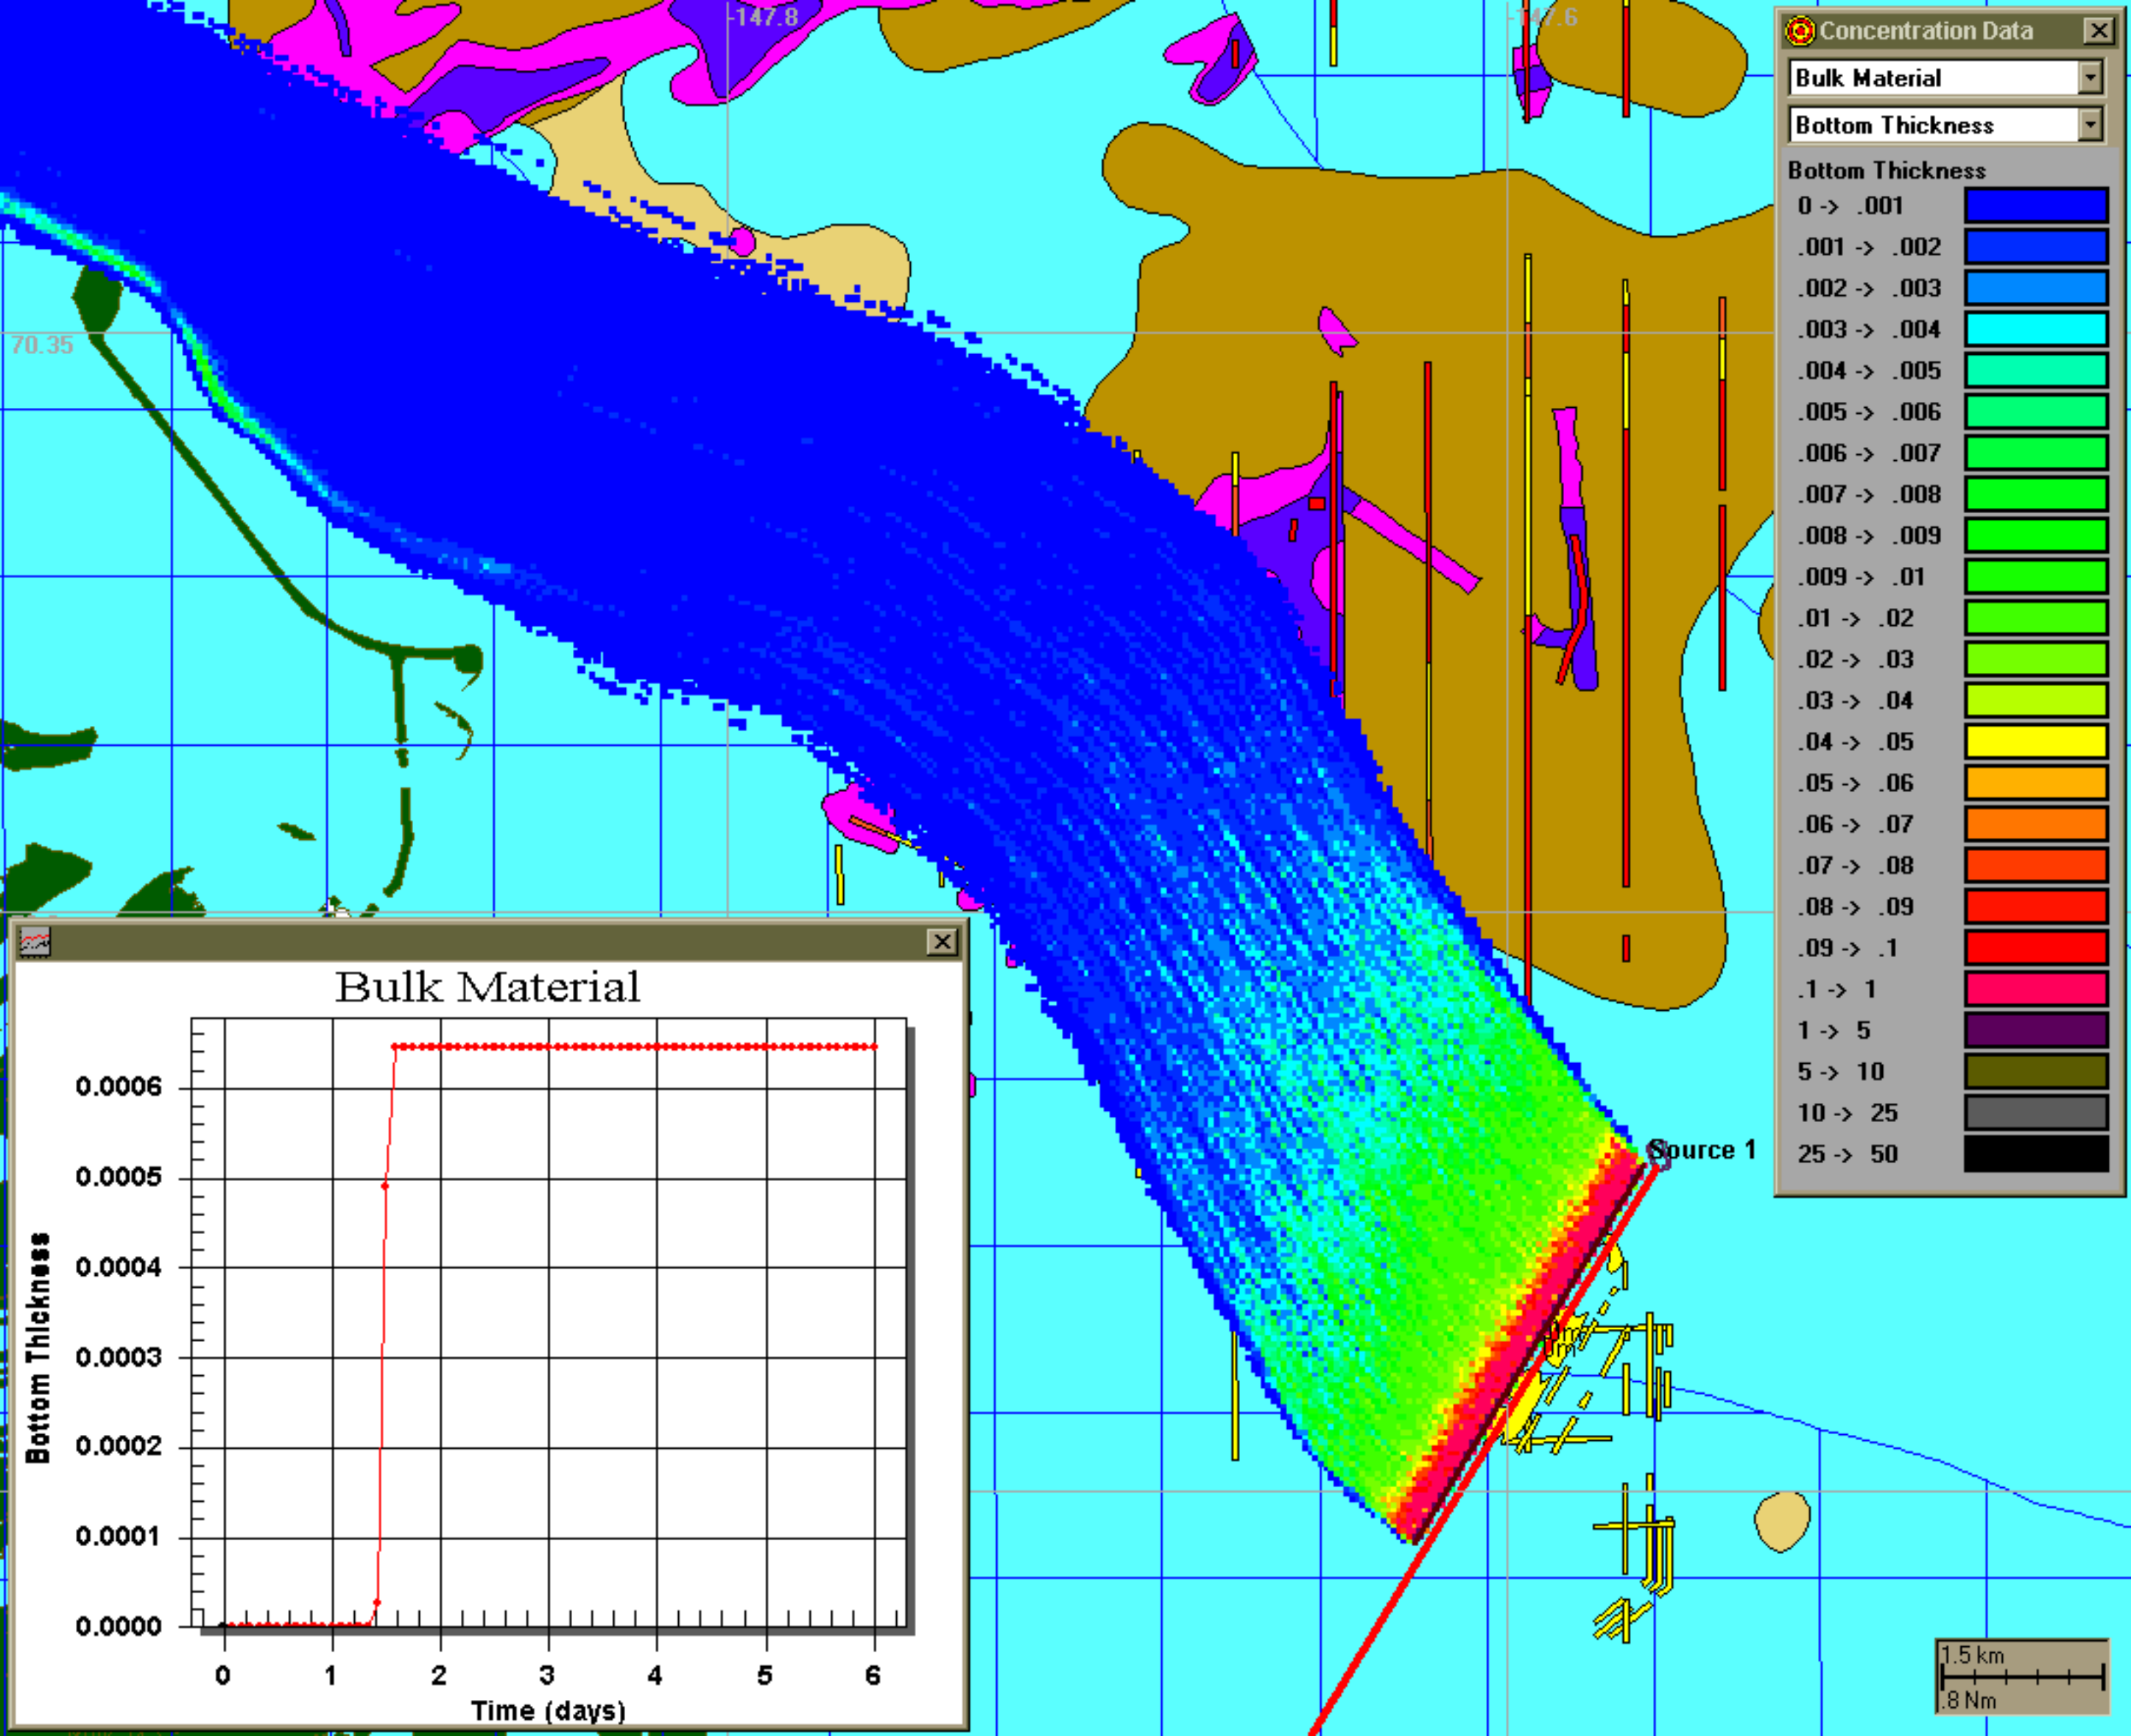 -147.8
-147.6
70.35
Concentration Data
Bulk Material
Bottom Thickness
Bottom Thickness
0 -> .001
.001 -> .002
.002 -> .003
.003 -> .004
.004 -> .005
.005 -> .006
.006 -> .007
.007 -> .008
.008 -> .009
.009 -> .01
.01 -> .02
.02 -> .03
.03 -> .04
.04 -> .05
.05 -> .06
.06 -> .07
.07 -> .08
.08 -> .09
.09 -> .1
.1 -> 1
1 -> 5
5 -> 10
10 -> 25
25 -> 50
Source 1
Bulk Material
Bottom Thickness
0.0006
0.0005
0.0004
0.0003
0.0002
0.0001
0.0000
0 1 2 3 4 5 6
Time (days)
1.5 km
.8 Nm